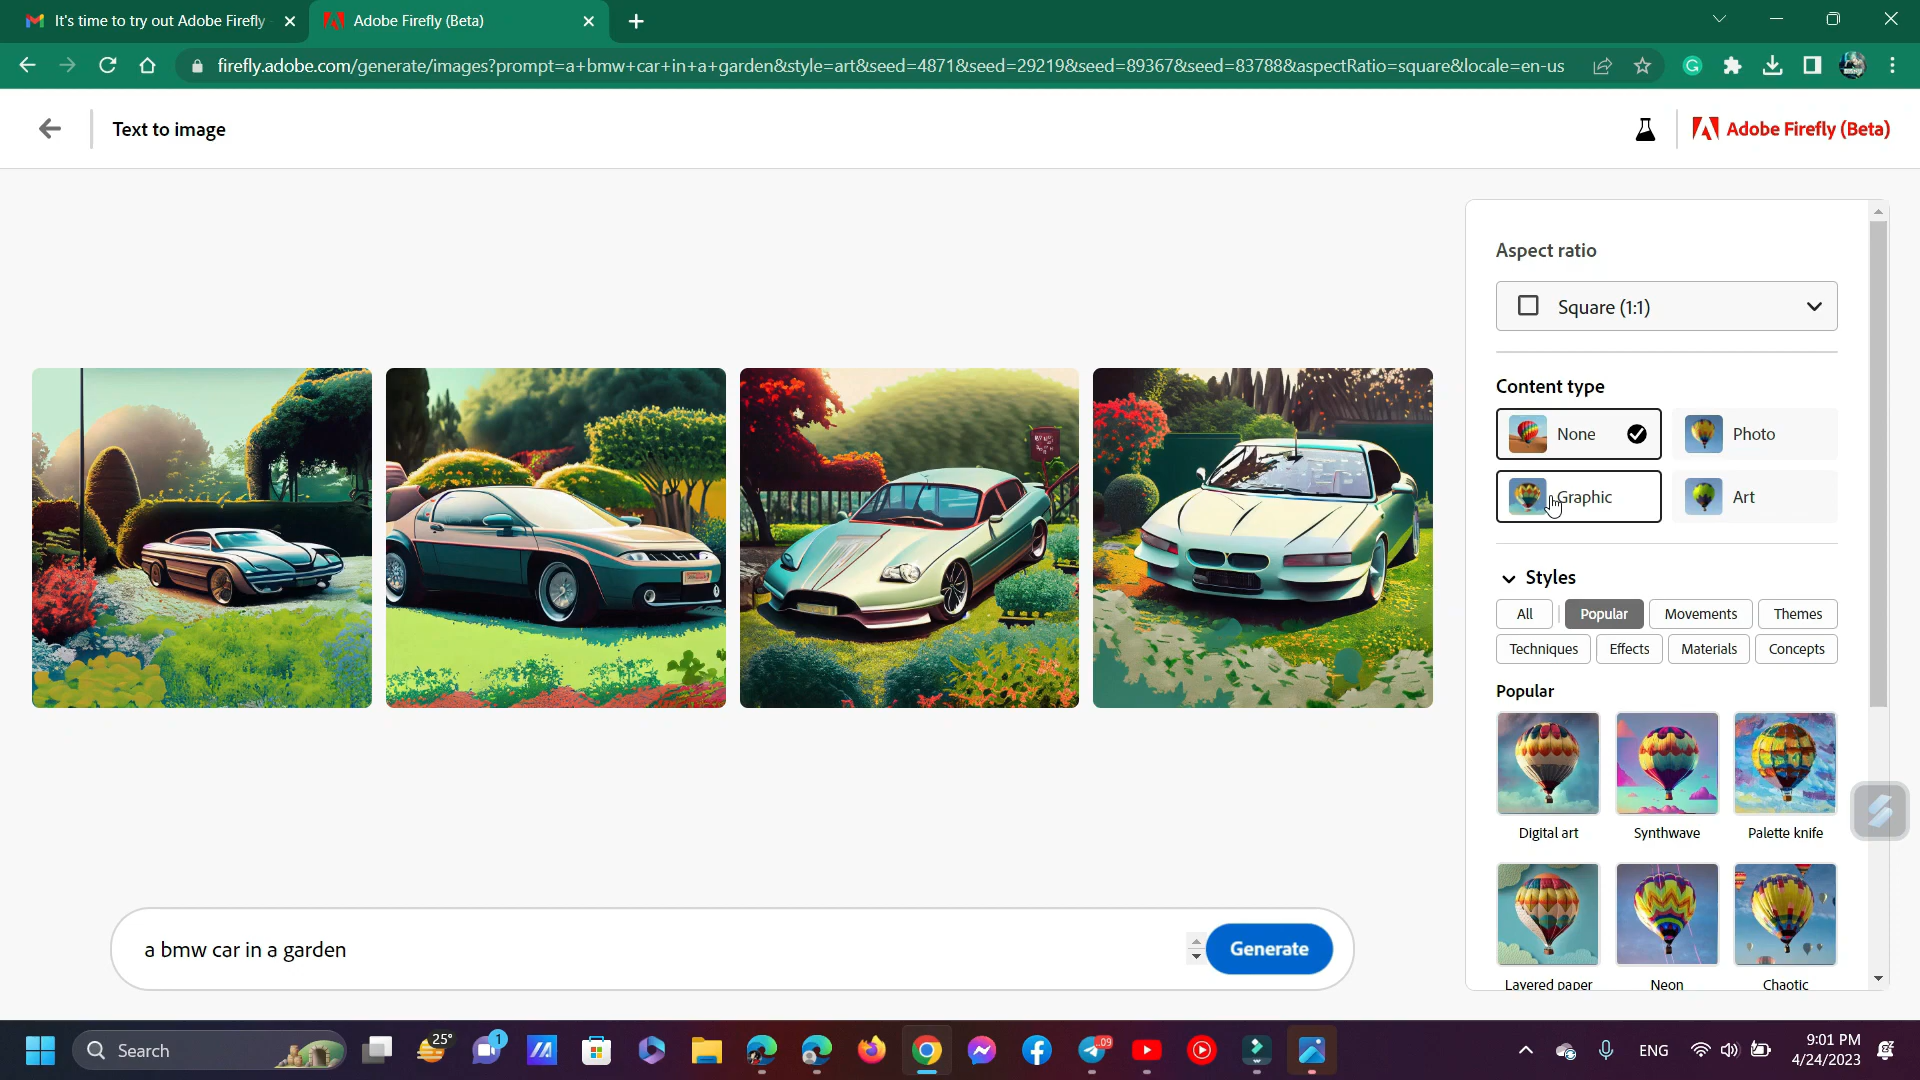 It's time to try out Adobe Firefly
Adobe Firefly (Beta)
firefly.adobe.com/generate/images?prompt=a+bmw+car+in+a+garden&style=art&seed=4871&seed=29219&seed=89367&seed=83788&aspectRatio=square&locale=en-us
Text to image
Adobe Firefly (Beta)
Aspect ratio
Square (1:1)
Content type
None
Photo
Graphic
Art
Styles
All
Popular
Movements
Themes
Techniques
Effects
Materials
Concepts
Popular
Digital art
Synthwave
Palette knife
Layered paper
Neon
Chaotic
a bmw car in a garden
Generate
Search
25°
1
.09
ENG
9:01 PM
4/24/2023